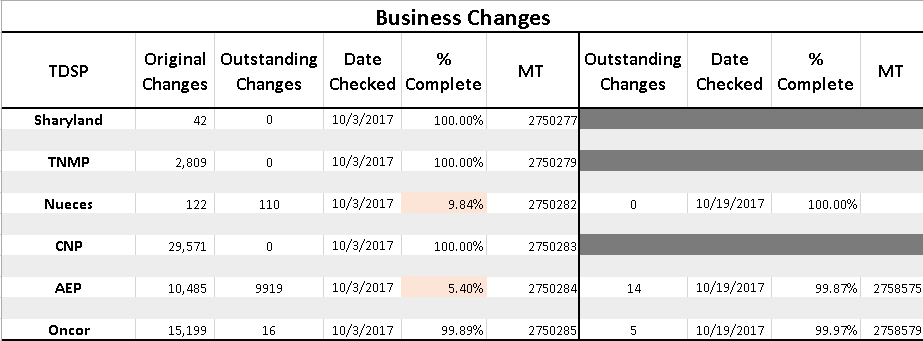 Business Changes
TDSP Original Changes Outstanding Changes Date Checked % Complete MT Outstanding Changes Date Checked % Complete MT
Sharyland 42 0 10/3/2017 100.00% 2750277
TNMP 2,809 0 10/3/2017 100.00% 2750279
Nueces 122 110 10/3/2017 9.84% 2750282 0 10/19/2017 100.00%
CNP 29,571 0 10/3/2017 100.00% 2750283
AEP 10,485 9919 10/3/2017 5.40% 2750284 14 10/19/2017 99.87% 2758575
Oncor 15,199 16 10/3/2017 99.89% 2750285 5 10/19/2017 99.97% 2758579